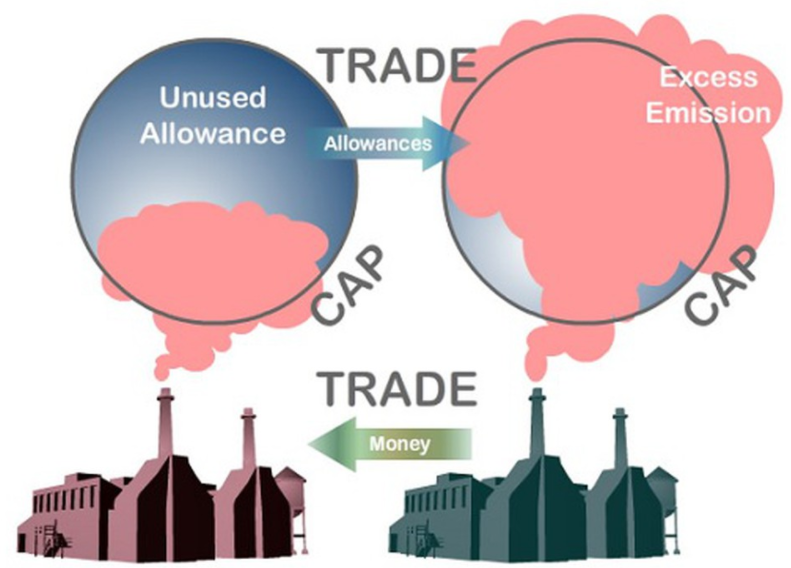 TRADE
Unused
Allowance
Allowances
Excess
Emission
CAP
CAP
TRADE
Money